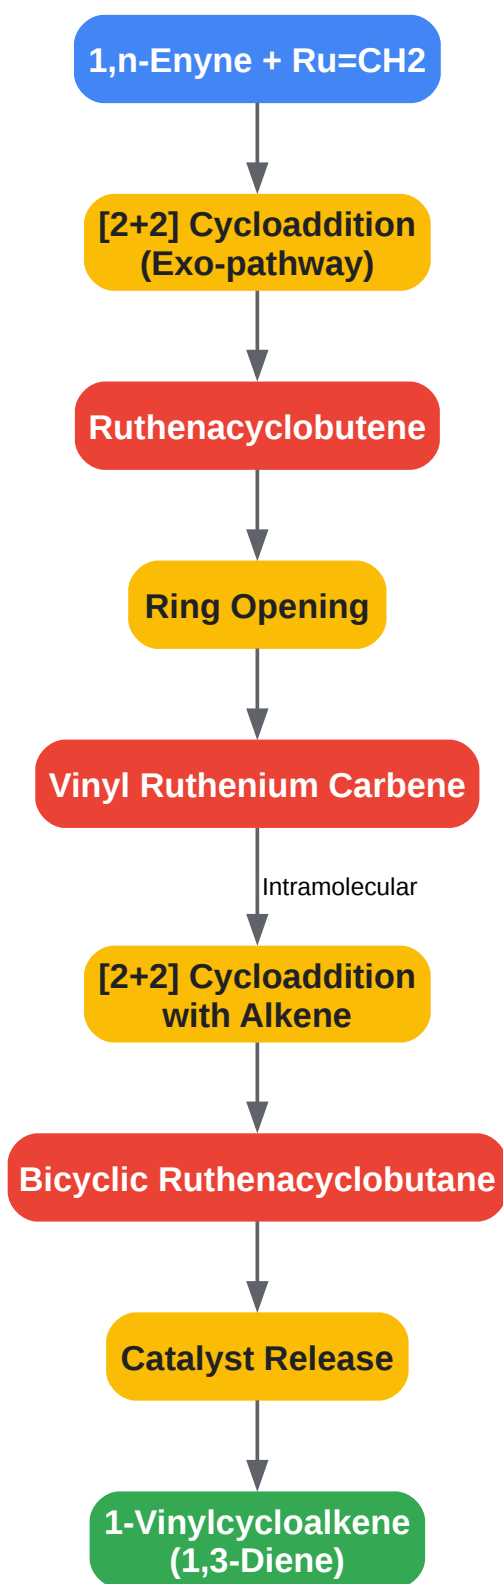 1,n-Enyne + Ru=CH2
[2+2] Cycloaddition
(Exo-pathway)
Ruthenacyclobutene
Ring Opening
Vinyl Ruthenium Carbene
Intramolecular
[2+2] Cycloaddition
with Alkene
Bicyclic Ruthenacyclobutane
Catalyst Release
1-Vinylcycloalkene
(1,3-Diene)